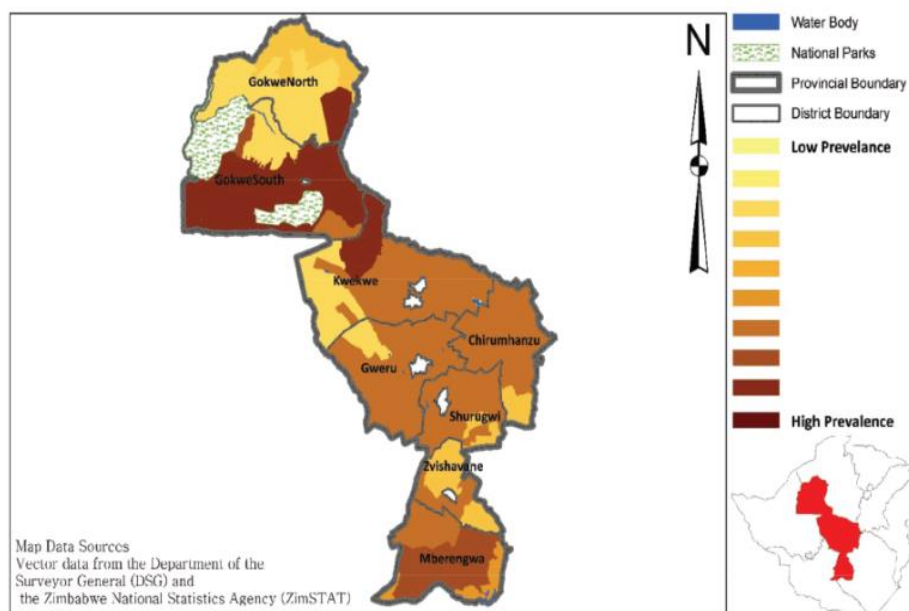 N
GokweNorth
GokweSouth
Kwekwe
Chirumhanzu
Gweru
Shurugwi
Zvishavane
Mberengwa
Map Data Sources
Vector data from the Department of the
Surveyor General (DSG) and
the Zimbabwe National Statistics Agency (ZimSTAT)
Water Body
National Parks
Provincial Boundary
District Boundary
Low Prevelance
High Prevalence